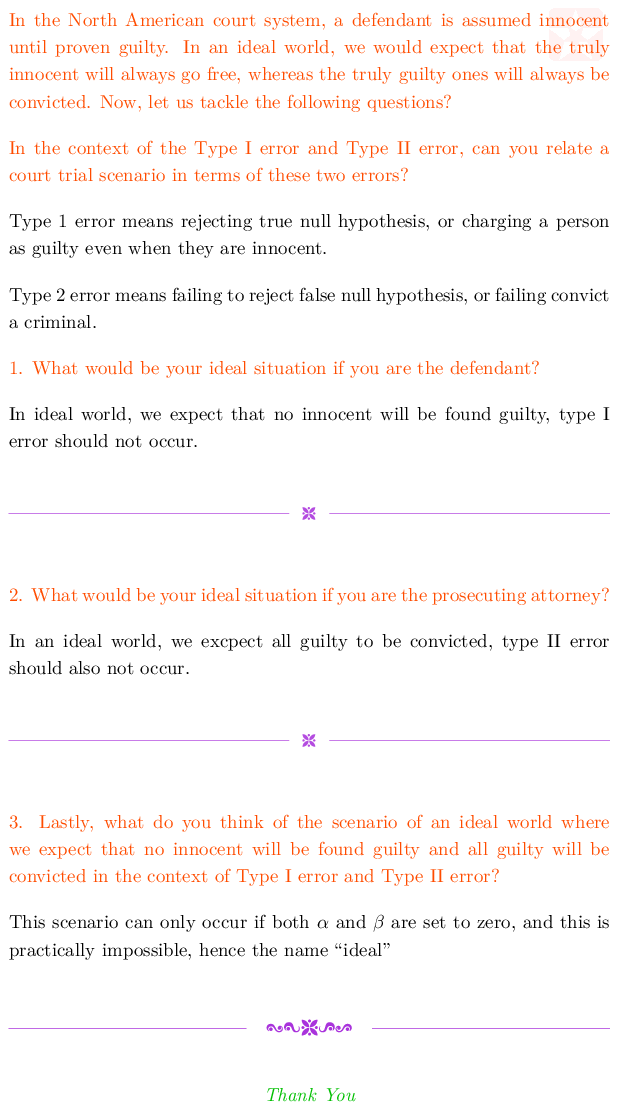 In the North American court system, a defendant is assumed innocent
until proven guilty. In an ideal world, we would expect that the truly
innocent will always go free, whereas the truly guilty ones will always be
convicted. Now, let us tackle the following questions?
In the context of the Type I error and Type II error, can you relate a
court trial scenario in terms of these two errors?
Type 1 error means rejecting true null hypothesis, or charging a person
as guilty even when they are innocent.
Type 2 error means failing to reject false null hypothesis, or failing convict
a criminal.
1. What would be your ideal situation if you are the defendant?
In ideal world, we expect that no innocent will be found guilty, type I
error should not occur.
2. What would be your ideal situation if you are the prosecuting attorney?
In an ideal world, we excpect all guilty to be convicted, type II error
should also not occur.
3. Lastly, what do you think of the scenario of an ideal world where
we expect that no innocent will be found guilty and all guilty will be
convicted in the context of Type I error and Type II error?
This scenario can only occur if both α and β are set to zero, and this is
practically impossible, hence the name “ideal”
Thank You